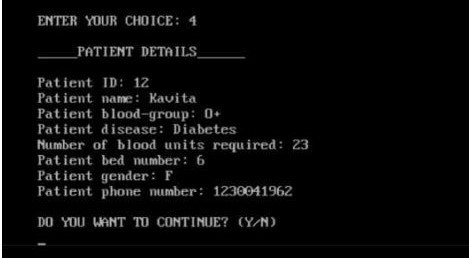 ENTER YOUR CHOICE: 4
_____PATIENT DETAILS______
Patient ID: 12
Patient name: Kavita
Patient blood-group: O+
Patient disease: Diabetes
Number of blood units required: 23
Patient bed number: 6
Patient gender: F
Patient phone number: 1230041962
DO YOU WANT TO CONTINUE? (Y/N)
_